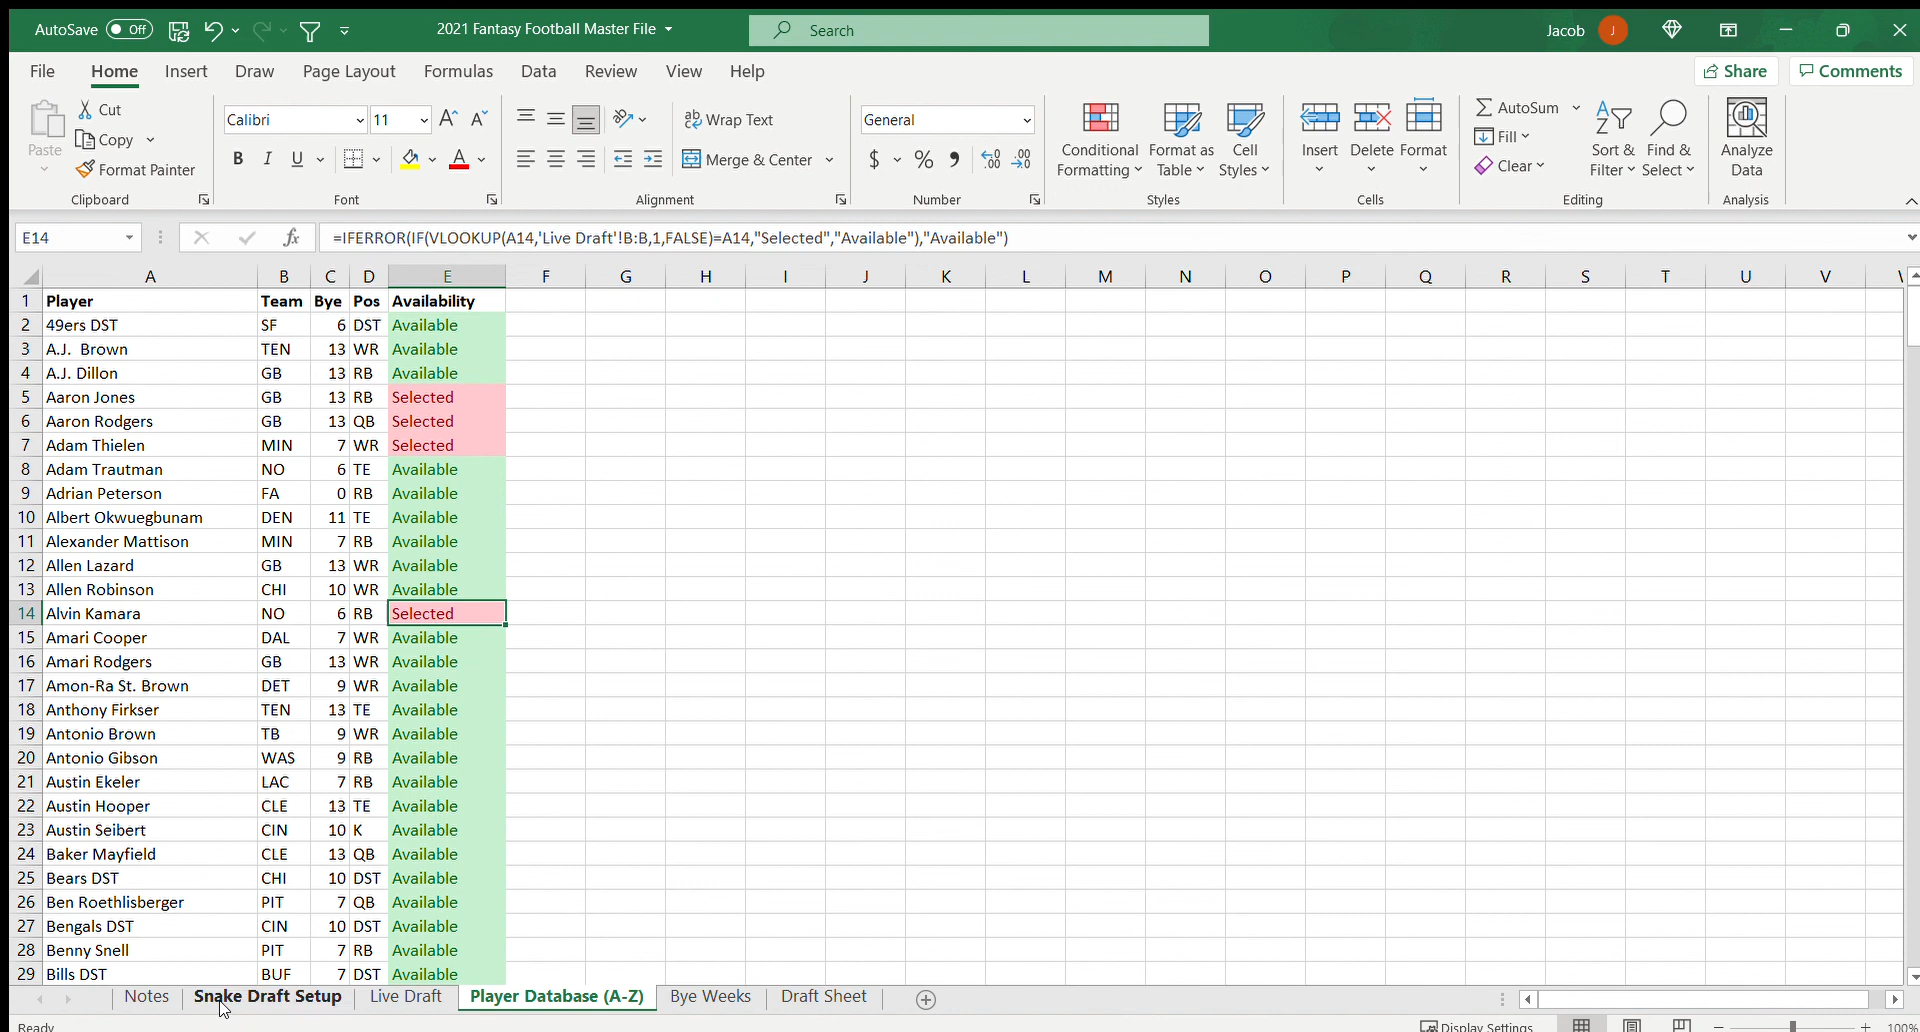 AutoSave Off 2021 Fantasy Football Master File Search Jacob J
File Home Insert Draw Page Layout Formulas Data Review View Help Share Comments
Paste
Cut
Copy
Format Painter
Clipboard
Calibri 11
B I U A
Font
Wrap Text
Merge & Center
Alignment
General
$ % 9
Number
Conditional Formatting
Format as Table
Cell Styles
Styles
Insert Delete Format
Cells
AutoSum
Fill
Clear
Sort & Filter
Find & Select
Editing
Analyze Data
Analysis
E14 fx =IFERROR(IF(VLOOKUP(A14,'Live Draft'!B:B,1,FALSE)=A14,"Selected","Available"),"Available")
A B C D E F G H I J K L M N O P Q R S T U V
1 Player Team Bye Pos Availability
2 49ers DST SF 6 DST Available
3 A.J. Brown TEN 13 WR Available
4 A.J. Dillon GB 13 RB Available
5 Aaron Jones GB 13 RB Selected
6 Aaron Rodgers GB 13 QB Selected
7 Adam Thielen MIN 7 WR Selected
8 Adam Trautman NO 6 TE Available
9 Adrian Peterson FA 0 RB Available
10 Albert Okwuegbunam DEN 11 TE Available
11 Alexander Mattison MIN 7 RB Available
12 Allen Lazard GB 13 WR Available
13 Allen Robinson CHI 10 WR Available
14 Alvin Kamara NO 6 RB Selected
15 Amari Cooper DAL 7 WR Available
16 Amari Rodgers GB 13 WR Available
17 Amon-Ra St. Brown DET 9 WR Available
18 Anthony Firkser TEN 13 TE Available
19 Antonio Brown TB 9 WR Available
20 Antonio Gibson WAS 9 RB Available
21 Austin Ekeler LAC 7 RB Available
22 Austin Hooper CLE 13 TE Available
23 Austin Seibert CIN 10 K Available
24 Baker Mayfield CLE 13 QB Available
25 Bears DST CHI 10 DST Available
26 Ben Roethlisberger PIT 7 QB Available
27 Bengals DST CIN 10 DST Available
28 Benny Snell PIT 7 RB Available
29 Bills DST BUF 7 DST Available
Notes Snake Draft Setup Live Draft Player Database (A-Z) Bye Weeks Draft Sheet
Ready Display Settings 100%